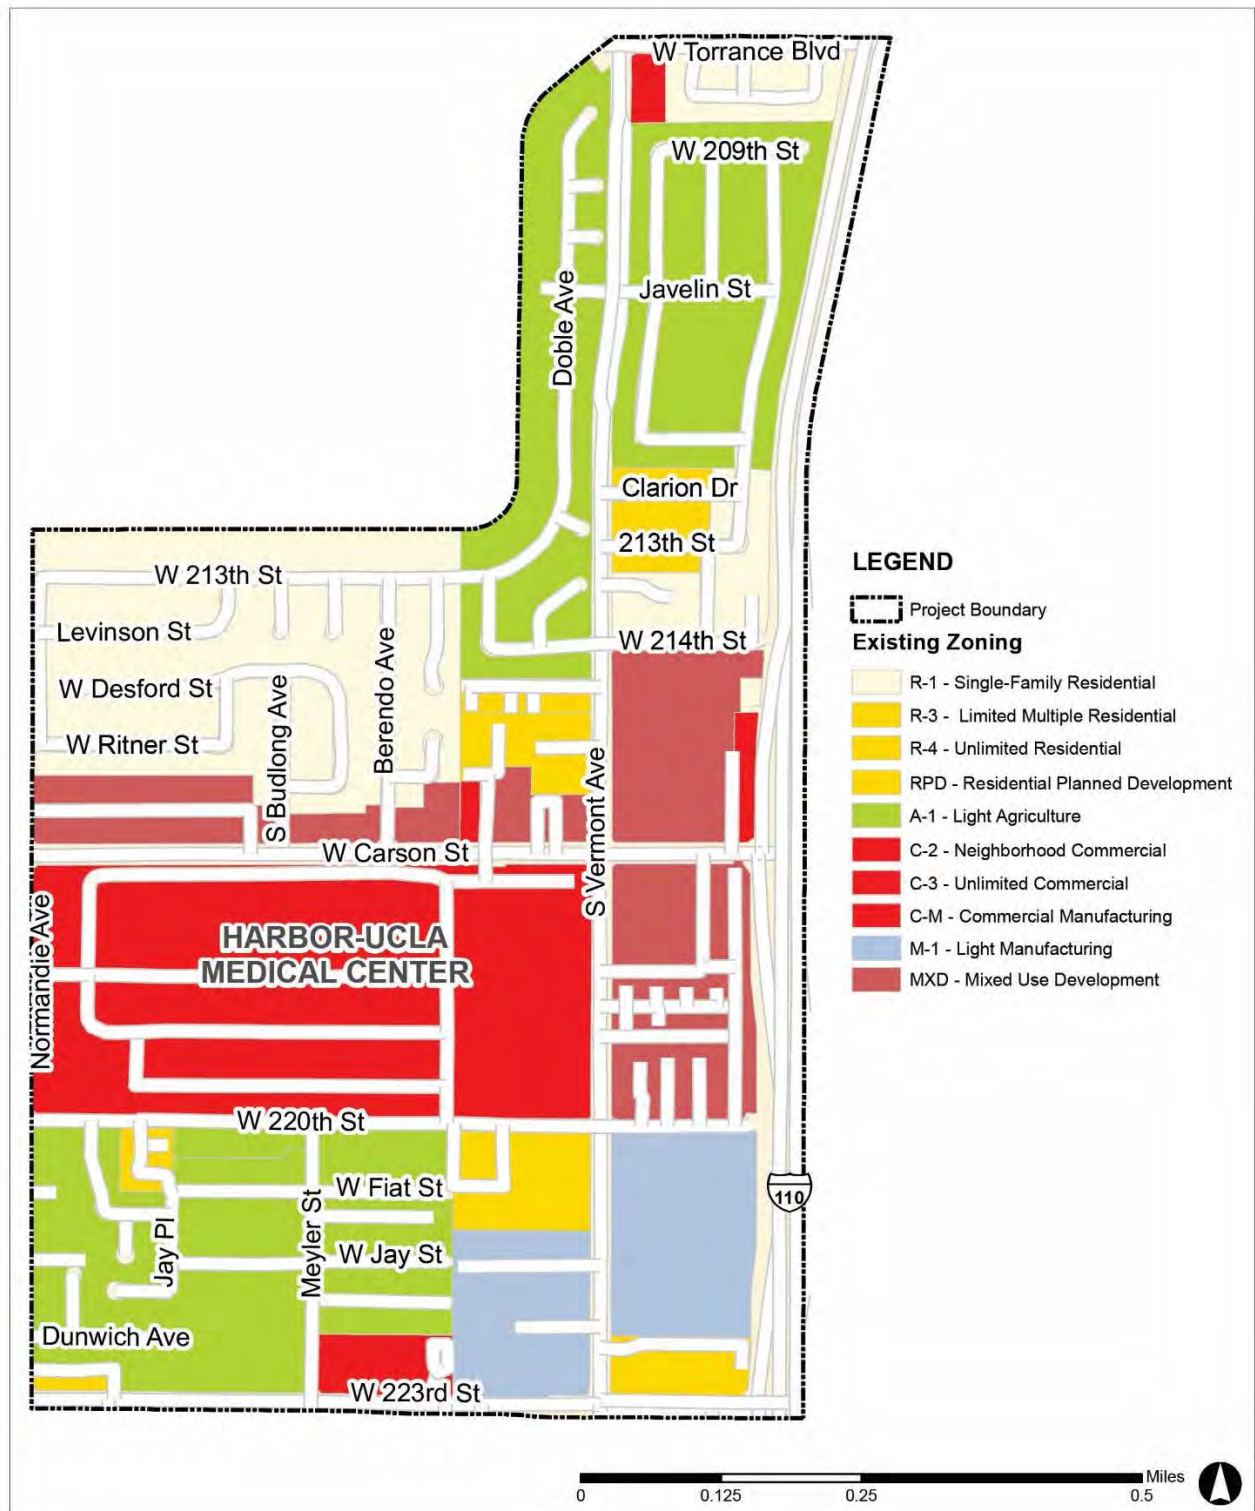 W Torrance Blvd
W 209th St
Javelin St
Doble Ave
Clarion Dr
213th St
W 213th St
Levinson St
W 214th St
W Desford St
W Ritner St
S Budlong Ave
Berendo Ave
S Vermont Ave
W Carson St
HARBOR-UCLA
MEDICAL CENTER
Normandie Ave
W 220th St
W Fiat St
Jay Pl
Meyler St
W Jay St
Dunwich Ave
W 223rd St
110
LEGEND
Project Boundary
Existing Zoning
R-1 - Single-Family Residential
R-3 - Limited Multiple Residential
R-4 - Unlimited Residential
RPD - Residential Planned Development
A-1 - Light Agriculture
C-2 - Neighborhood Commercial
C-3 - Unlimited Commercial
C-M - Commercial Manufacturing
M-1 - Light Manufacturing
MXD - Mixed Use Development
Miles
0 0.125 0.25 0.5